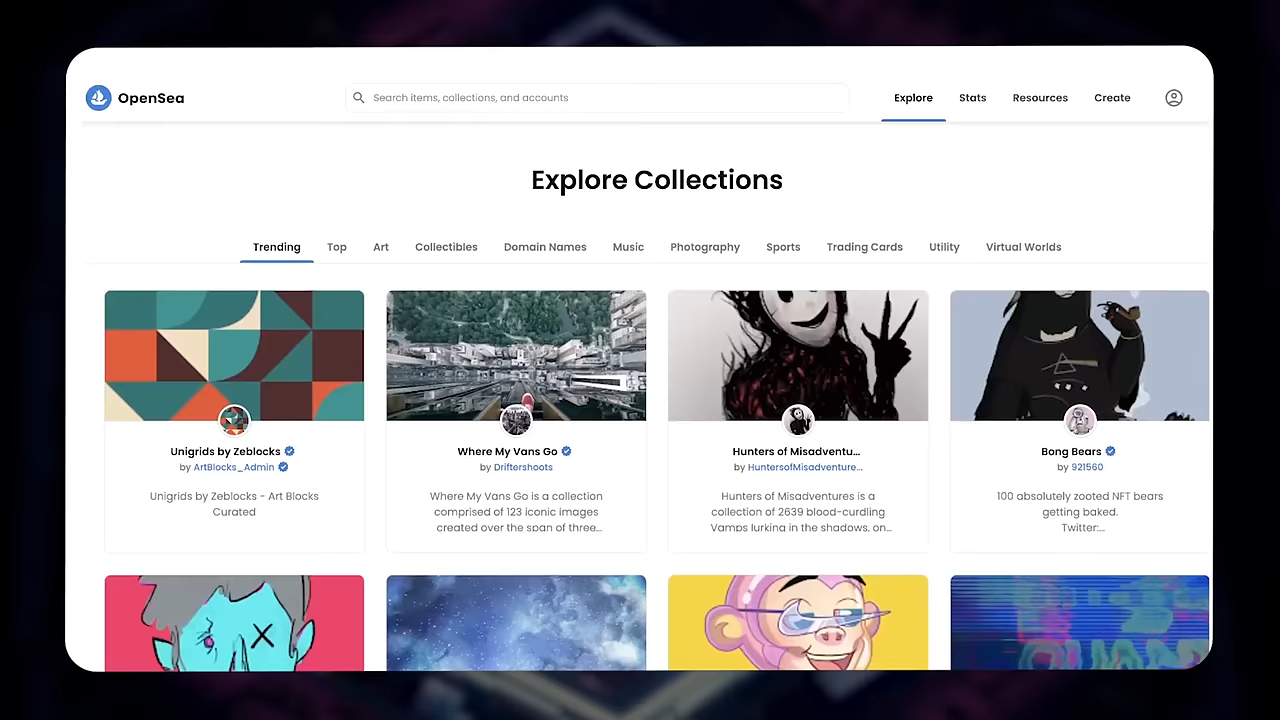 OpenSea
Search items, collections, and accounts
Explore
Stats
Resources
Create
Explore Collections
Trending
Top
Art
Collectibles
Domain Names
Music
Photography
Sports
Trading Cards
Utility
Virtual Worlds
Unigrids by Zeblocks
by ArtBlocks_Admin
Unigrids by Zeblocks - Art Blocks
Curated
Where My Vans Go
by Driftershoots
Where My Vans Go is a collection
comprised of 123 iconic images
created over the span of three...
Hunters of Misadventu...
by HuntersofMisadventure...
Hunters of Misadventures is a
collection of 2639 blood-curdling
Vamps lurking in the shadows, on...
Bong Bears
by 921560
100 absolutely zooted NFT bears
getting baked.
Twitter:...